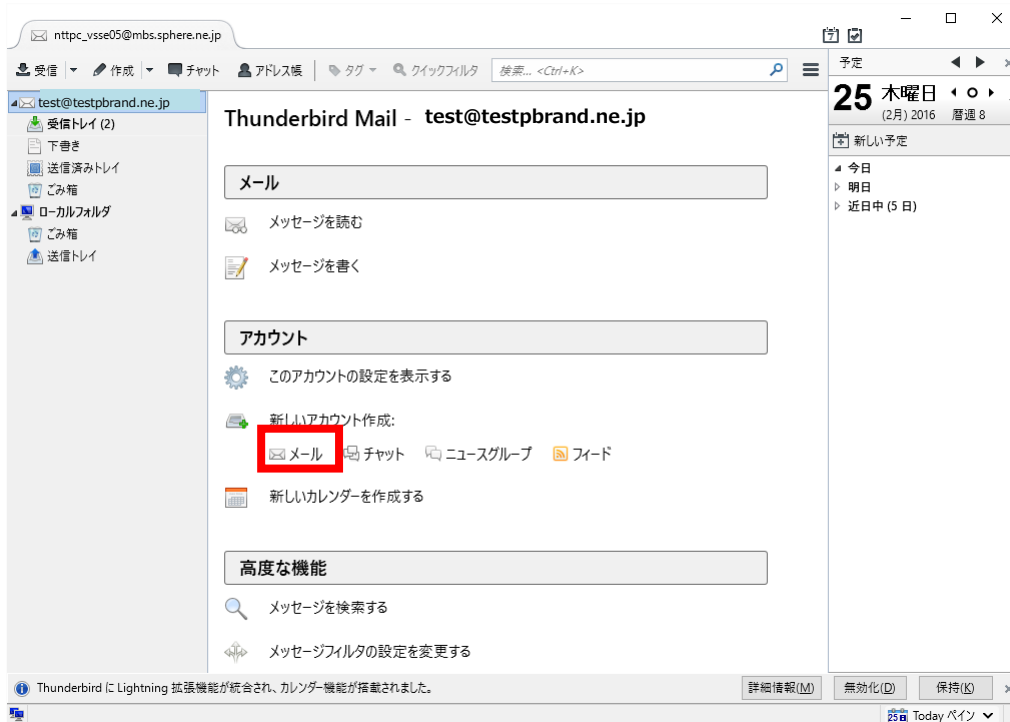 nttpc_vsse05@mbs.sphere.ne.jp
受信 作成 チャット アドレス帳 タグ クイックフィルタ 検索... <Ctrl+K>
test@testpbrand.ne.jp
受信トレイ (2)
下書き
送信済みトレイ
ごみ箱
ローカルフォルダ
ごみ箱
送信トレイ
Thunderbird Mail - test@testpbrand.ne.jp
メール
メッセージを読む
メッセージを書く
アカウント
このアカウントの設定を表示する
新しいアカウント作成:
メール チャット ニュースグループ フィード
新しいカレンダーを作成する
高度な機能
メッセージを検索する
メッセージフィルタの設定を変更する
7
予定
25 木曜日
(2月) 2016 暦週 8
新しい予定
今日
明日
近日中 (5 日)
Thunderbird に Lightning 拡張機能が統合され、カレンダー機能が搭載されました。 詳細情報(M) 無効化(D) 保持(K)
25日 Today ペイン